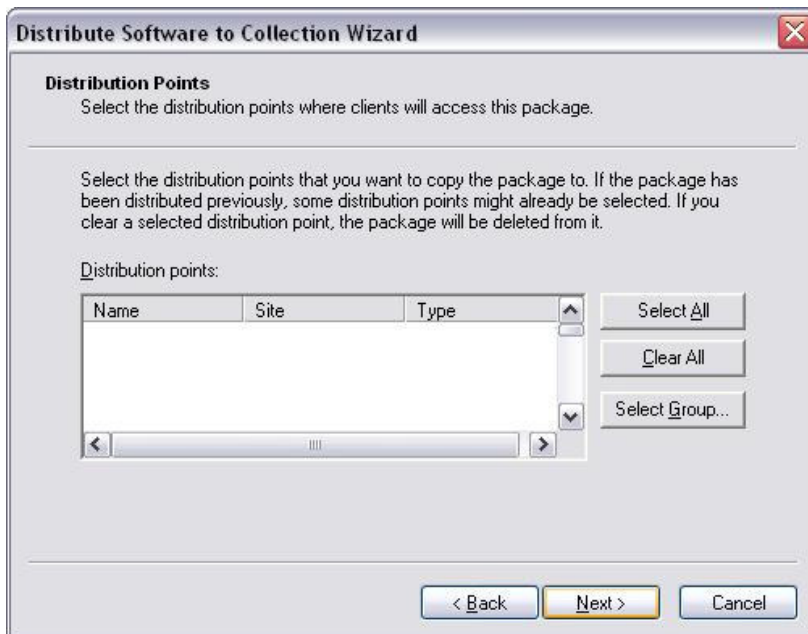 Distribute Software to Collection Wizard
Distribution Points
Select the distribution points where clients will access this package.
Select the distribution points that you want to copy the package to. If the package has
been distributed previously, some distribution points might already be selected. If you
clear a selected distribution point, the package will be deleted from it.
Distribution points:
Name Site Type
Select All
Clear All
Select Group...
< Back Next > Cancel